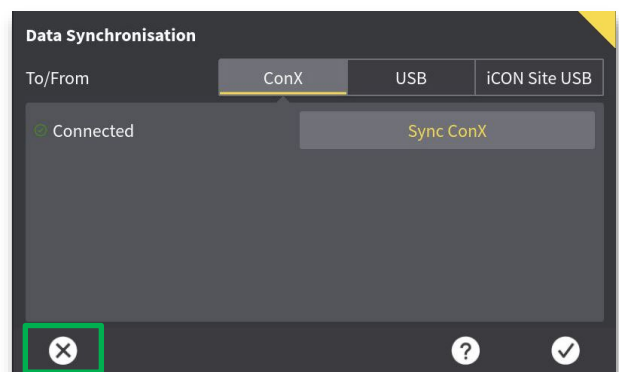 Data Synchronisation
To/From ConX USB iCON Site USB
Connected Sync ConX
?